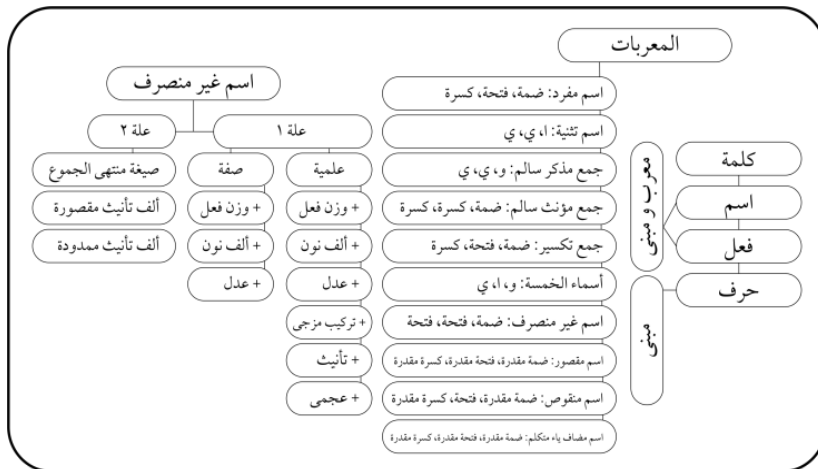 كلمة
اسم
فعل
حرف
معرب و مبنى
مبنى
المعربات
اسم مفرد: ضمة، فتحة، كسرة
اسم تثنية: ا، ي، ي
جمع مذكر سالم: و، ي، ي
جمع مؤنث سالم: ضمة، كسرة، كسرة
جمع تكسير: ضمة، فتحة، كسرة
أسماء الخمسة: و، ا، ي
اسم غير منصرف: ضمة، فتحة، فتحة
اسم مقصور: ضمة مقدرة، فتحة مقدرة، كسرة مقدرة
اسم منقوص: ضمة مقدرة، فتحة، كسرة مقدرة
اسم مضاف ياء متكلم: ضمة مقدرة، فتحة مقدرة، كسرة مقدرة
اسم غير منصرف
علة ١
علمية
+ وزن فعل
+ ألف نون
+ عدل
+ تركيب مزجى
+ تأنيث
+ عجمى
صفة
+ وزن فعل
+ ألف نون
+ عدل
علة ٢
صيغة منتهى الجموع
ألف تأنيث مقصورة
ألف تأنيث ممدودة